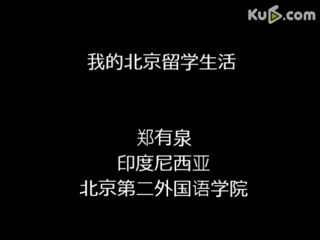 Ku6.com
我的北京留学生活
郑有泉
印度尼西亚
北京第二外国语学院